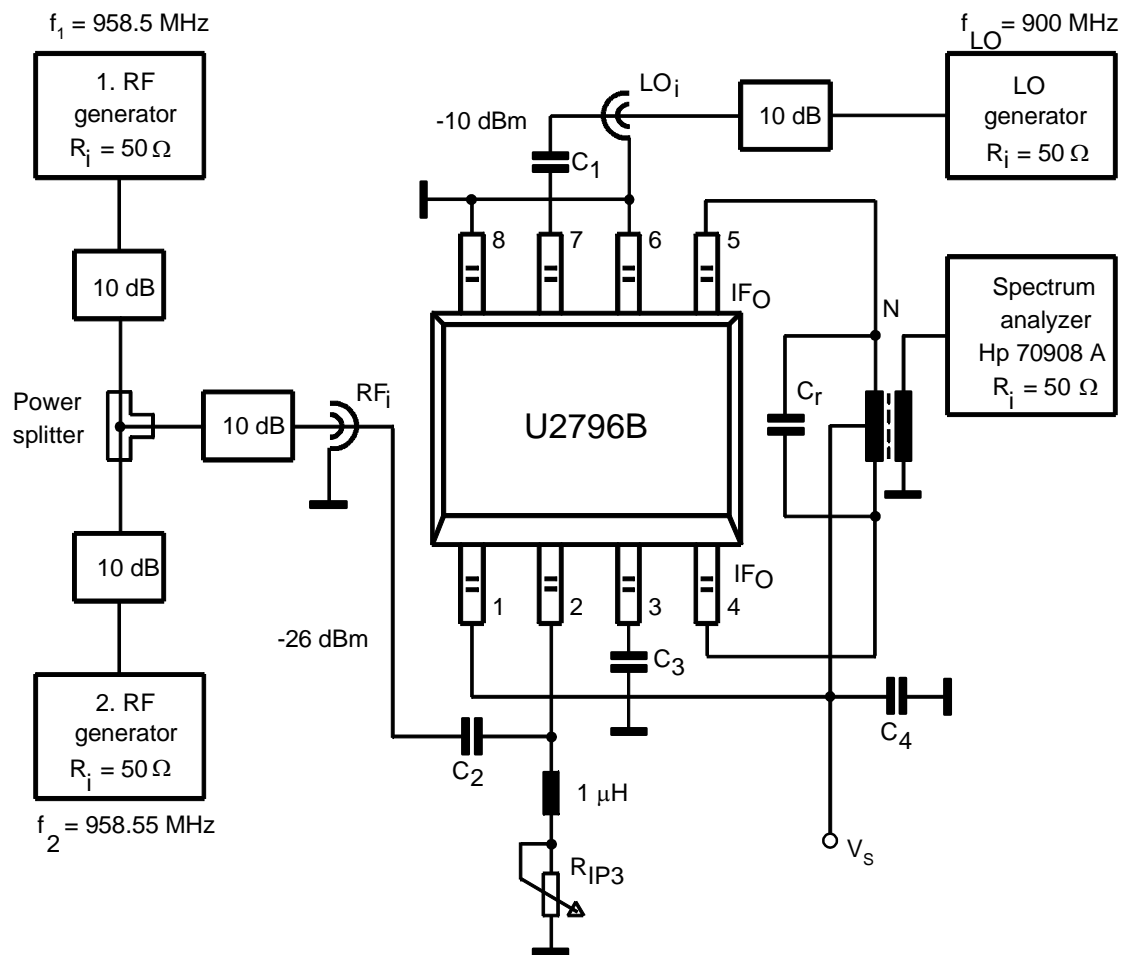 f1 = 958.5 MHz
1. RF
generator
Ri = 50 Ω
10 dB
Power
splitter
10 dB
10 dB
2. RF
generator
Ri = 50 Ω
f2 = 958.55 MHz
RFi
-26 dBm
-10 dBm
C1
LOi
10 dB
fLO = 900 MHz
LO
generator
Ri = 50 Ω
8
7
6
5
IFO
U2796B
N
Cr
Spectrum
analyzer
Hp 70908 A
Ri = 50 Ω
1
2
3
4
IFO
C3
C4
C2
1 μH
RIP3
VS